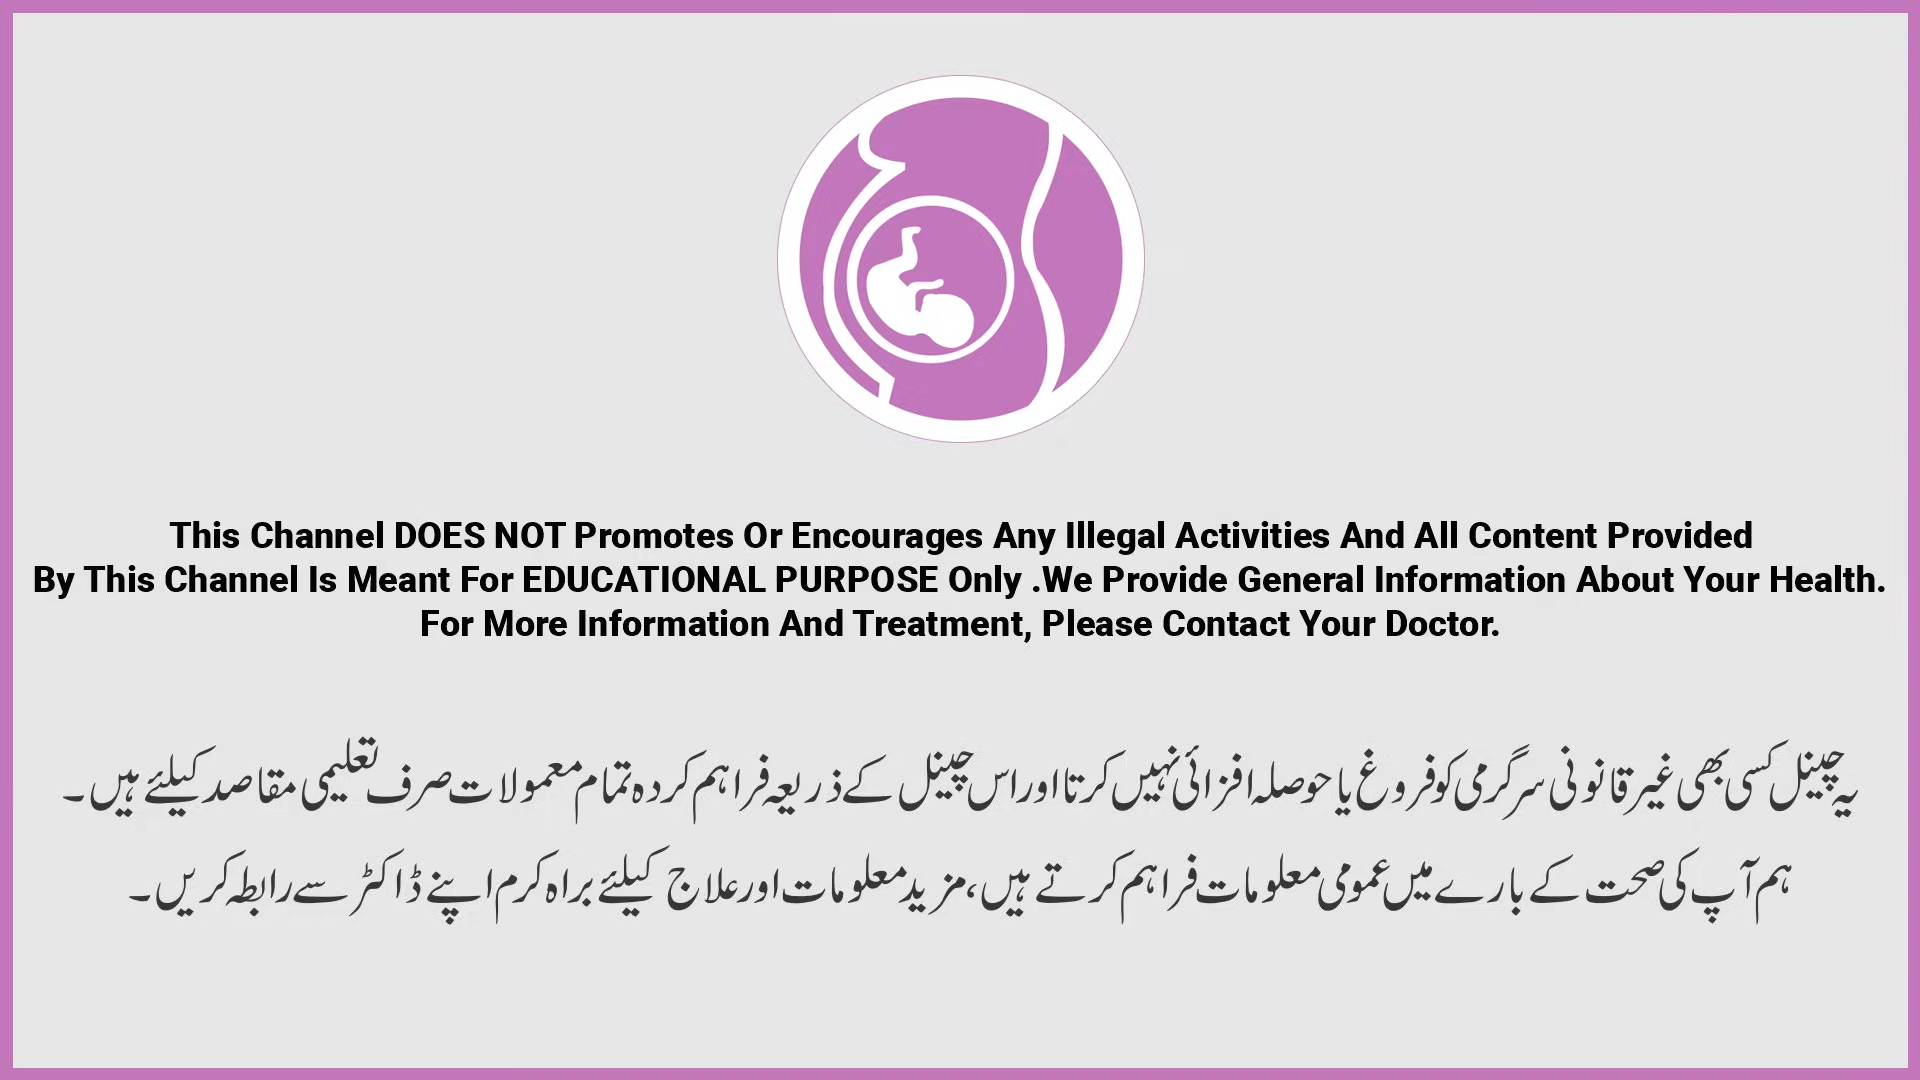 This Channel DOES NOT Promotes Or Encourages Any Illegal Activities And All Content Provided
By This Channel Is Meant For EDUCATIONAL PURPOSE Only .We Provide General Information About Your Health.
For More Information And Treatment, Please Contact Your Doctor.
یہ چینل کسی بھی غیر قانونی سرگرمی کو فروغ یا حوصلہ افزائی نہیں کرتا اور اس چینل کے ذریعہ فراہم کردہ تمام معمولات صرف تعلیمی مقاصد کیلئے ہیں۔
ہم آپ کی صحت کے بارے میں عمومی معلومات فراہم کرتے ہیں، مزید معلومات اور علاج کیلئے براہ کرم اپنے ڈاکٹر سے رابطہ کریں۔